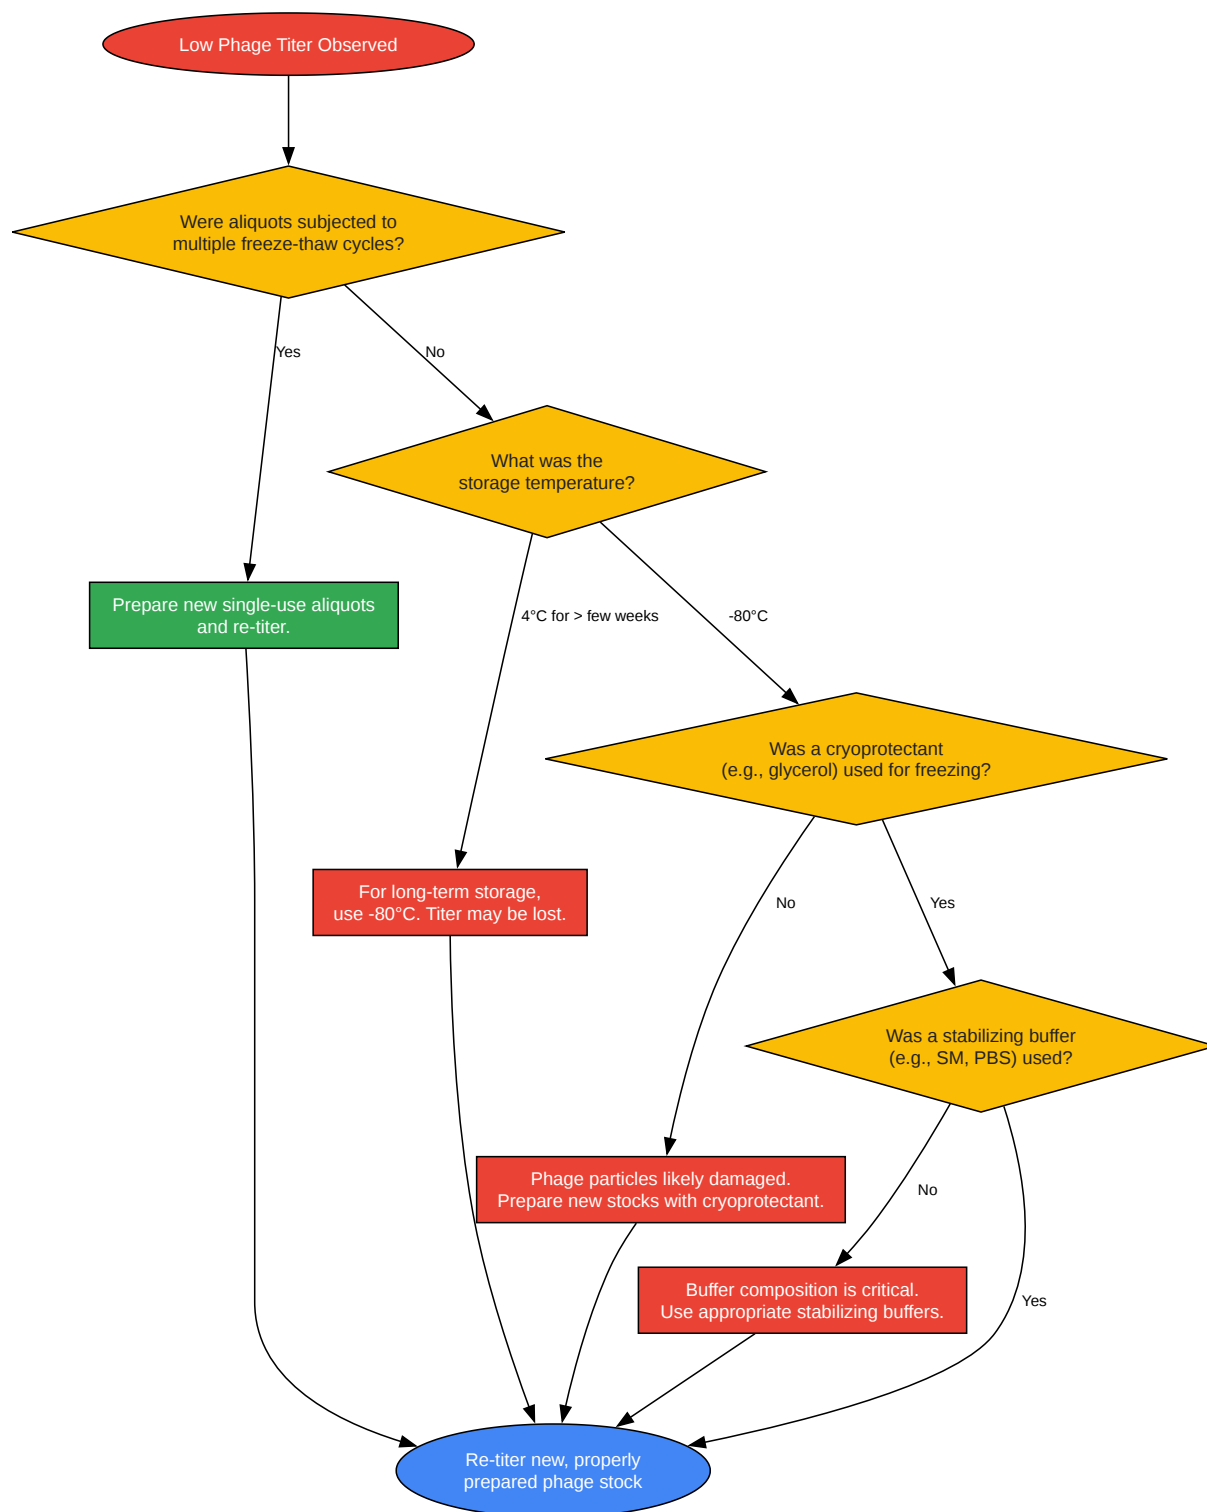 Low Phage Titer Observed
Were aliquots subjected to
multiple freeze-thaw cycles?
Yes
No
What was the
storage temperature?
Prepare new single-use aliquots
and re-titer.
4°C for > few weeks
-80°C
Was a cryoprotectant
(e.g., glycerol) used for freezing?
For long-term storage,
use -80°C. Titer may be lost.
No
Yes
Was a stabilizing buffer
(e.g., SM, PBS) used?
Phage particles likely damaged.
Prepare new stocks with cryoprotectant.
No
Buffer composition is critical.
Use appropriate stabilizing buffers.
Yes
Re-titer new, properly
prepared phage stock